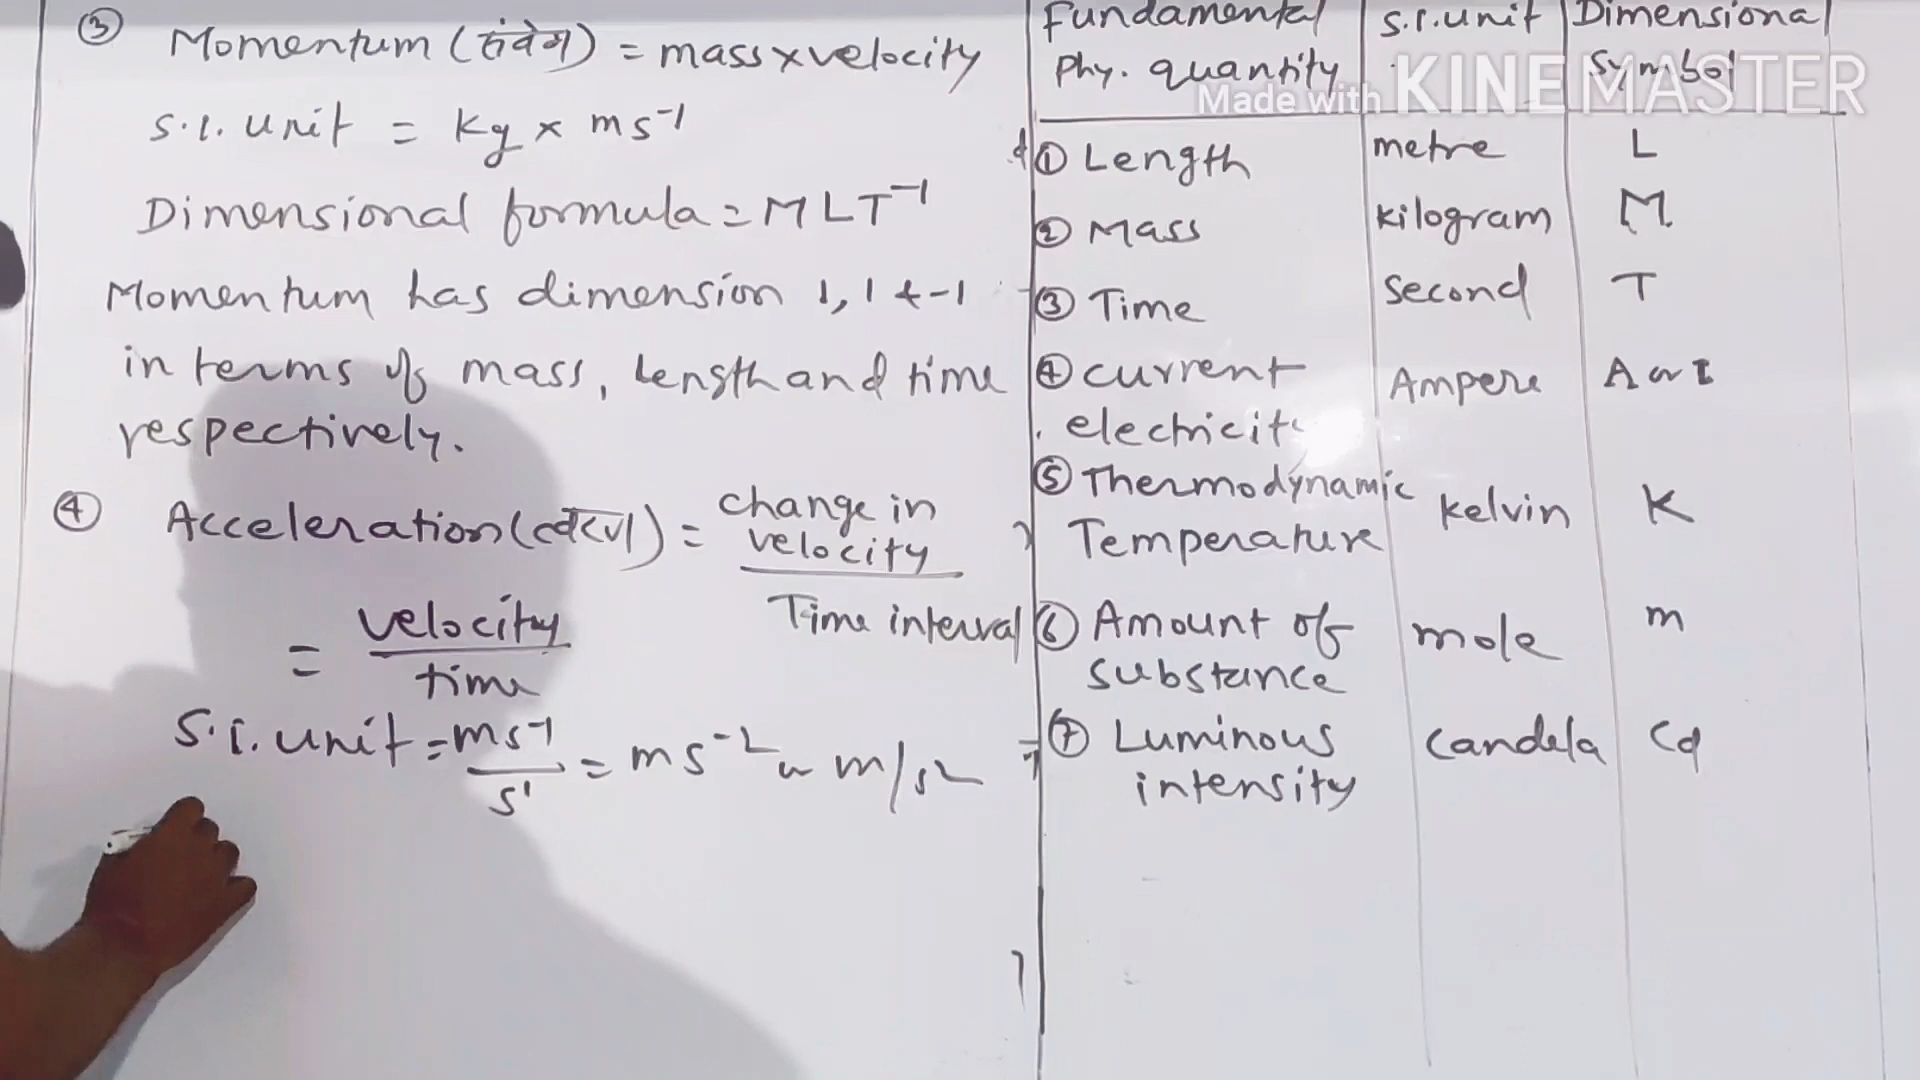 ③ Momentum (संवेग) = mass x velocity
S.I. unit = Kg x ms⁻¹
Dimensional formula = MLT⁻¹
Momentum has dimension 1, 1 & -1
in terms of mass, length and time
respectively.
④ Acceleration (त्वरण) = change in velocity / Time interval
= velocity / time
S.I. unit = ms⁻¹ / s¹ = ms⁻² or m/s²
Fundamental Phy. quantity | S.I. unit | Dimensional Symbol
Made with KINEMASTER
① Length metre L
② Mass kilogram M
③ Time second T
④ current electricity Ampere A or I
⑤ Thermodynamic Temperature kelvin K
⑥ Amount of substance mole m
⑦ Luminous intensity candela Cd